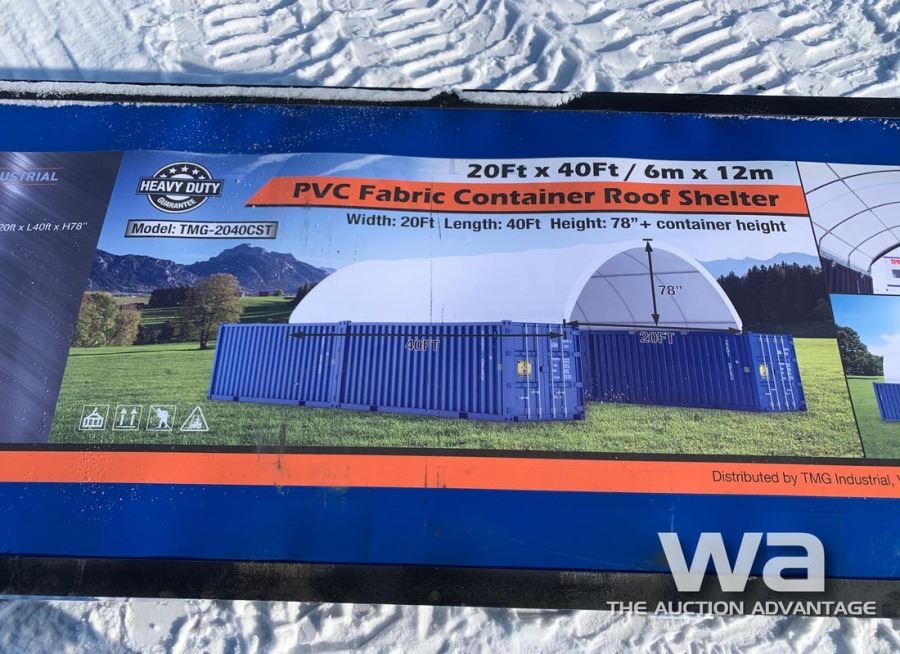 USTRIAL
20ft x L40ft x H78"
HEAVY DUTY
GUARANTEE
Model: TMG-2040CST
20Ft x 40Ft / 6m x 12m
PVC Fabric Container Roof Shelter
Width: 20Ft Length: 40Ft Height: 78"+ container height
78"
40FT
20FT
Distributed by TMG Industrial, V
wa
THE AUCTION ADVANTAGE